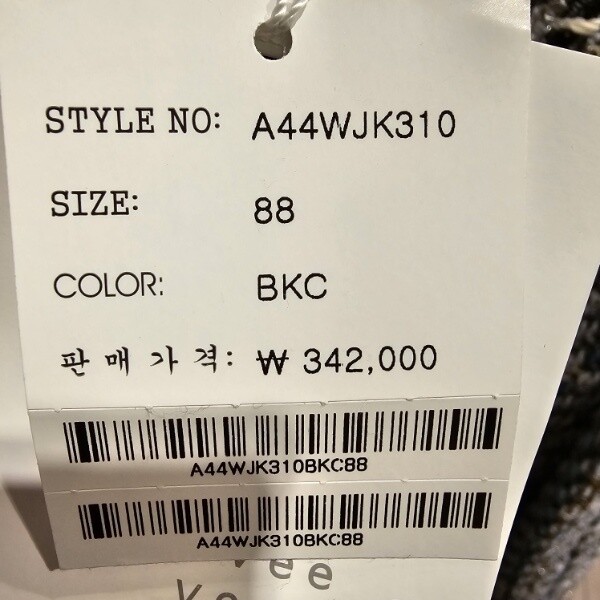 STYLE NO: A44WJK310
SIZE: 88
COLOR: BKC
판매가격: ₩ 342,000
A44WJK310BKC88
A44WJK310BKC88